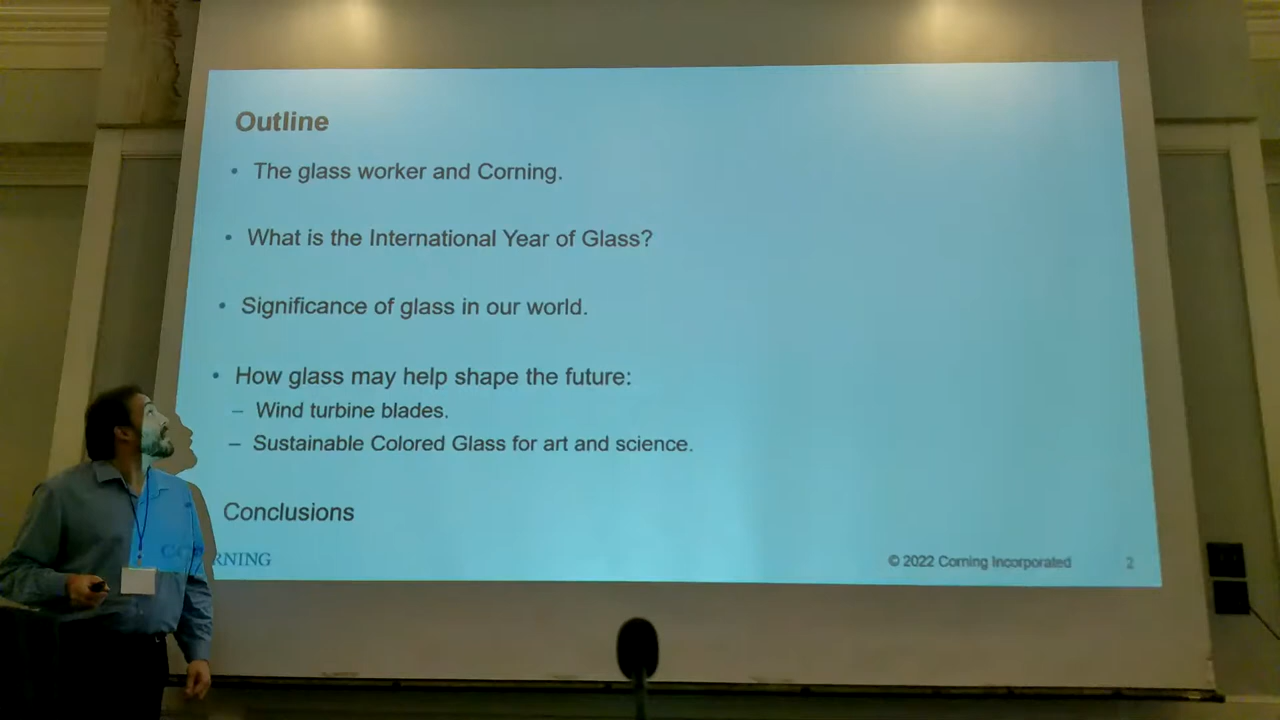 Outline
• The glass worker and Corning.
• What is the International Year of Glass?
• Significance of glass in our world.
• How glass may help shape the future:
– Wind turbine blades.
– Sustainable Colored Glass for art and science.
Conclusions
CORNING
© 2022 Corning Incorporated
2